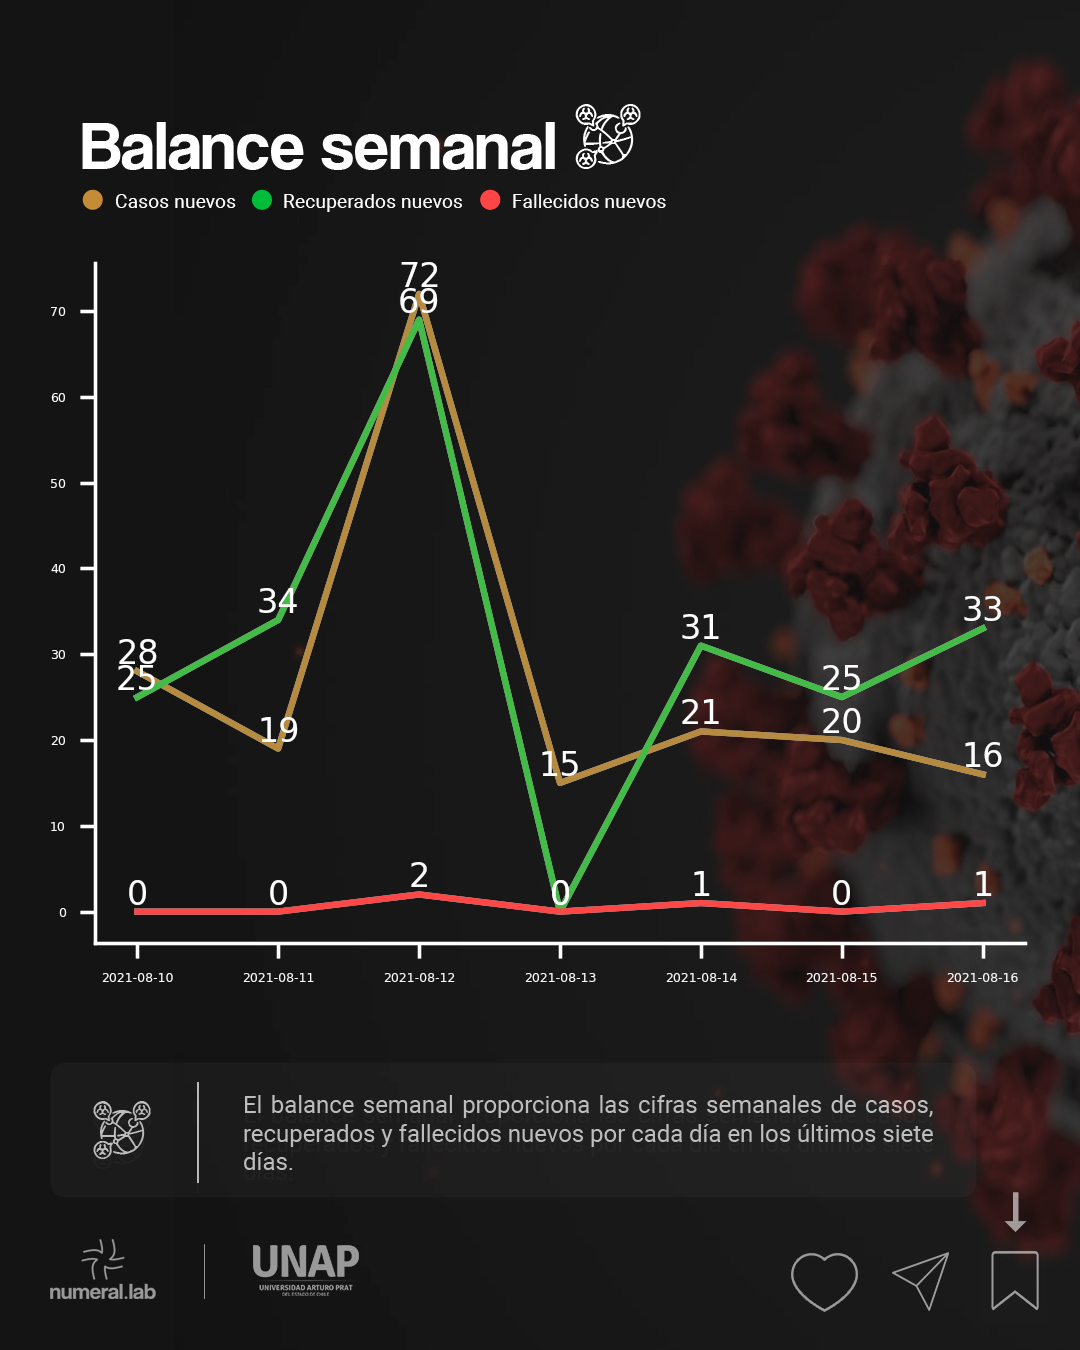 Balance semanal
Casos nuevos Recuperados nuevos Fallecidos nuevos
72
69
70
60
50
40
34
33
31
30
28
25
25
21
20
20
19
16
15
10
2
1
1
0
0
0
0
0
2021-08-10 2021-08-11 2021-08-12 2021-08-13 2021-08-14 2021-08-15 2021-08-16
El balance semanal proporciona las cifras semanales de casos,
recuperados y fallecidos nuevos por cada día en los últimos siete
días.
numeral.lab
UNAP
UNIVERSIDAD ARTURO PRAT
DEL ESTADO DE CHILE